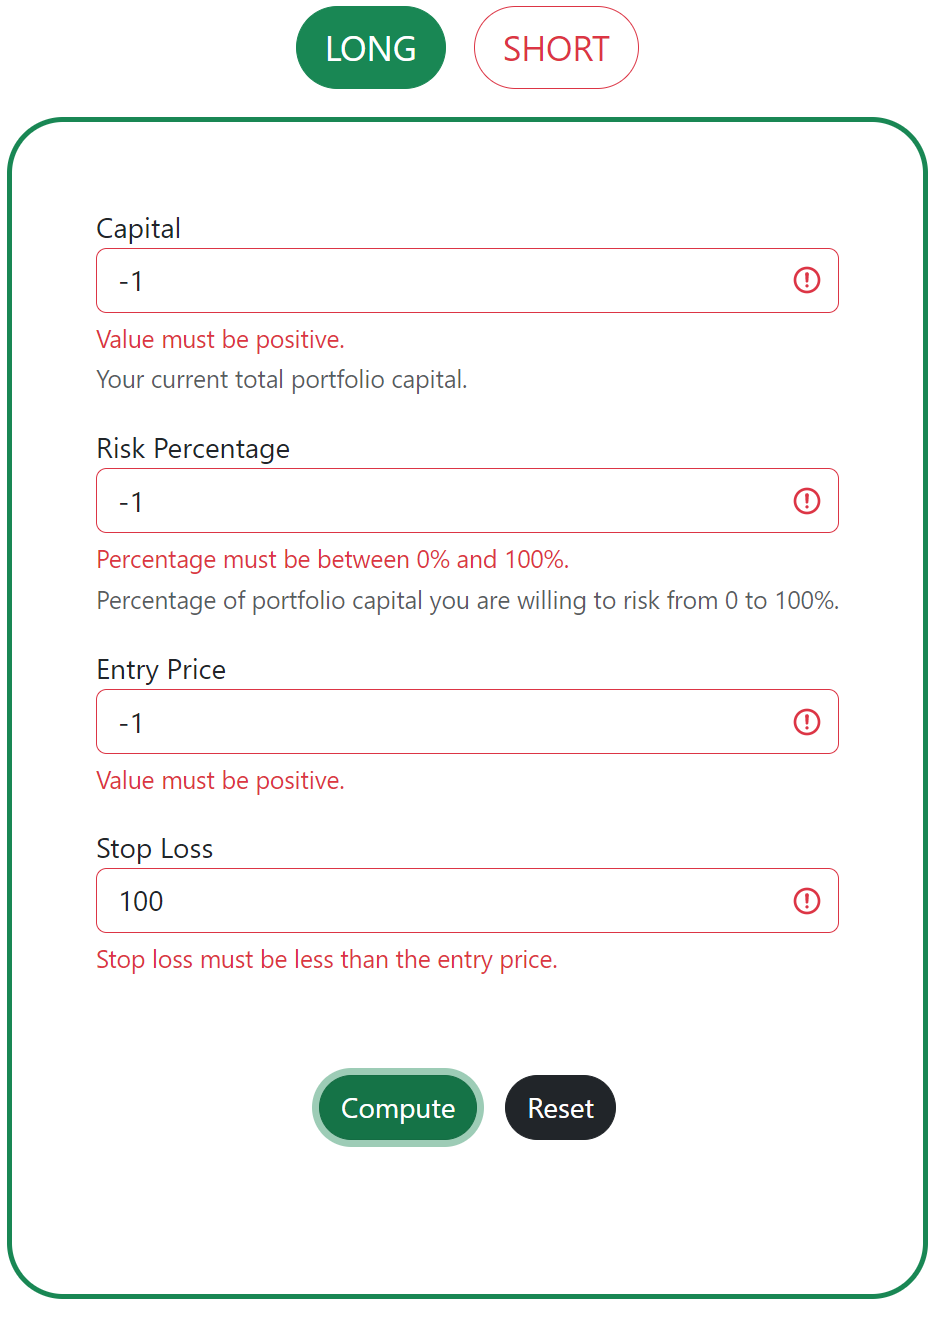 LONG SHORT
Capital
-1
Value must be positive.
Your current total portfolio capital.
Risk Percentage
-1
Percentage must be between 0% and 100%.
Percentage of portfolio capital you are willing to risk from 0 to 100%.
Entry Price
-1
Value must be positive.
Stop Loss
100
Stop loss must be less than the entry price.
Compute Reset